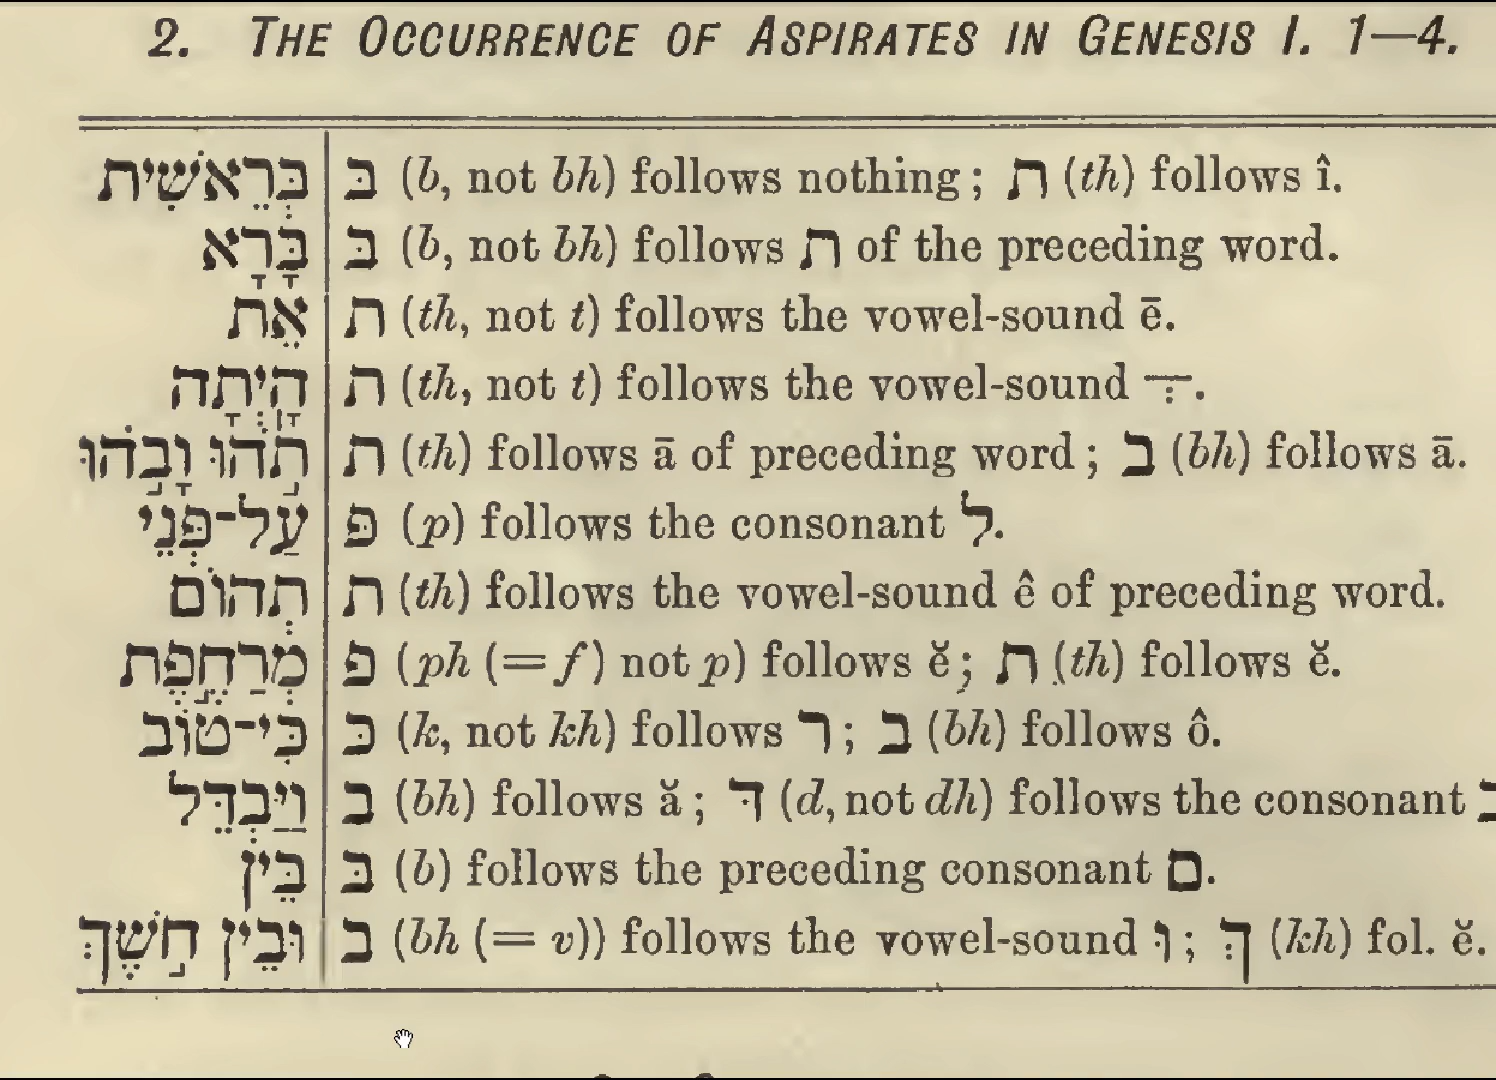 2. THE OCCURRENCE OF ASPIRATES IN GENESIS I. 1—4.
בְּרֵאשִׁית בּ (b, not bh) follows nothing; ת (th) follows î.
בָּרָא בּ (b, not bh) follows ת of the preceding word.
אֵת ת (th, not t) follows the vowel-sound ē.
הָיְתָה ת (th, not t) follows the vowel-sound —ְ.
תֹהוּ וָבֹהוּ ת (th) follows ā of preceding word; ב (bh) follows ā.
עַל־פְּנֵי פּ (p) follows the consonant ל.
תְהוֹם ת (th) follows the vowel-sound ê of preceding word.
מְרַחֶפֶת פ (ph (=f) not p) follows ĕ; ת (th) follows ĕ.
כִּי־טוֹב כּ (k, not kh) follows ר; ב (bh) follows ô.
וַיַּבְדֵּל ב (bh) follows ă; דּ (d, not dh) follows the consonant ב
בֵּין בּ (b) follows the preceding consonant ם.
וּבֵין חֹשֶׁךְ ב (bh (= v)) follows the vowel-sound וּ; ךְ (kh) fol. ĕ.